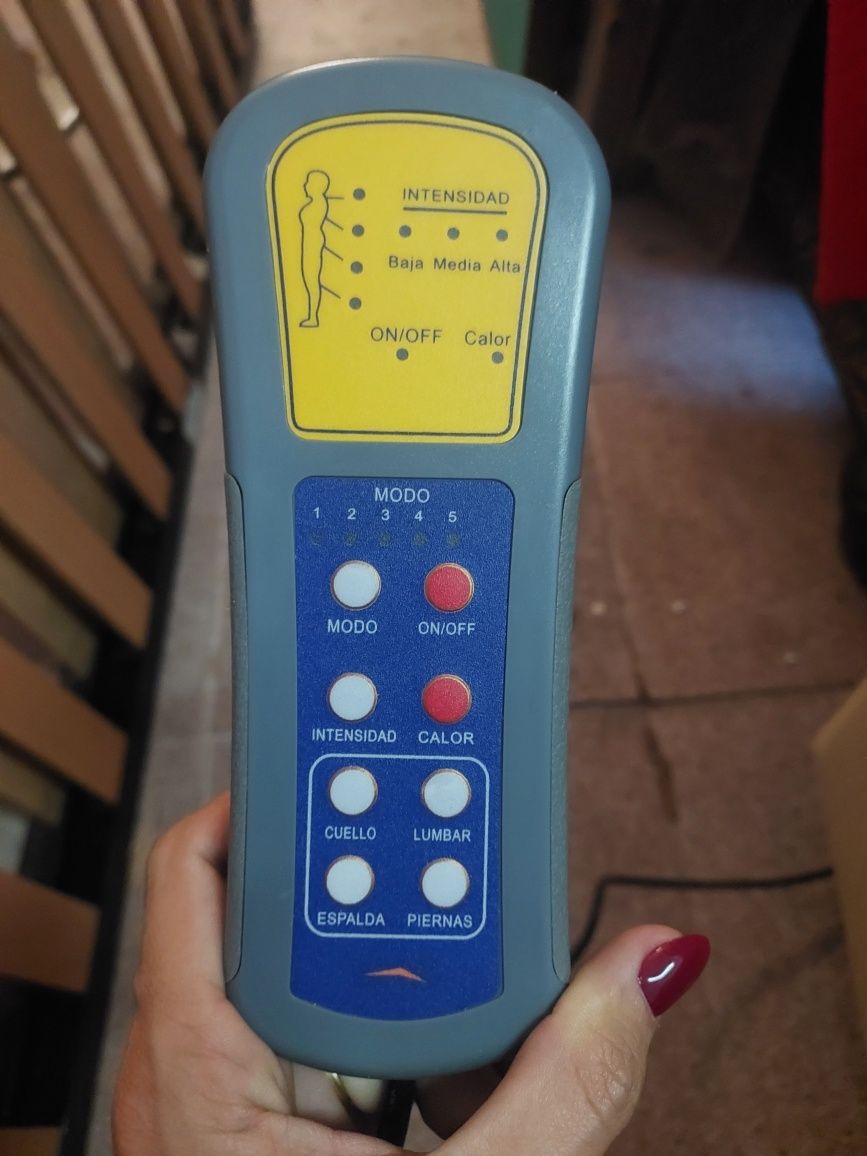 INTENSIDAD
Baja Media Alta
ON/OFF Calor
MODO
1 2 3 4 5
MODO ON/OFF
INTENSIDAD CALOR
CUELLO LUMBAR
ESPALDA PIERNAS